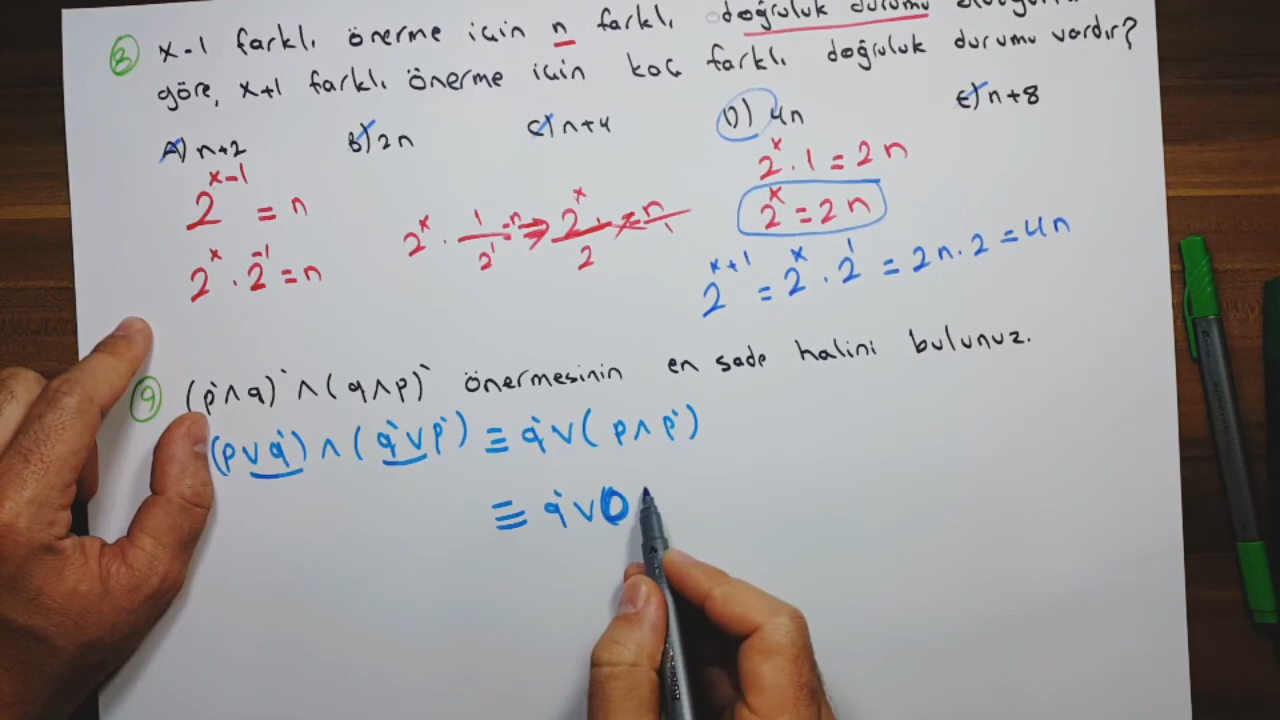 8 x-1 farklı önerme için n farklı doğruluk durumu
göre, x+1 farklı önerme için kaç farklı doğruluk durumu vardır?
A) n+2 B) 2n C) n+4 D) 4n E) n+8
2^(x-1) = n
2^x . 2^(-1) = n
2^x . 1/2^1 = n ⇒ 2^x/2 = n/1
2^x . 1 = 2n
2^x = 2n
2^(x+1) = 2^x . 2^1 = 2n . 2 = 4n
9 (p'∧q)'∧(q∧p)' önermesinin en sade halini bulunuz.
(p∨q')∧(q'∨p') ≡ q'∨(p∧p')
≡ q'∨0